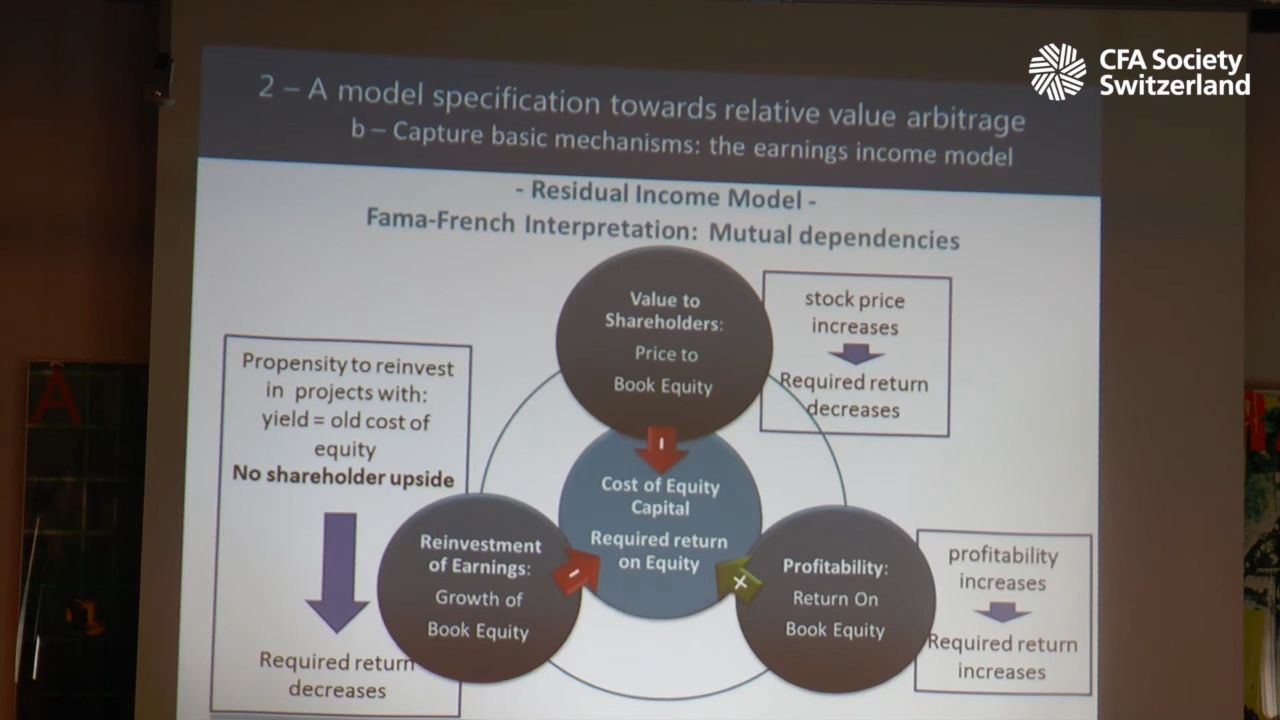 CFA Society
Switzerland
2 – A model specification towards relative value arbitrage
b – Capture basic mechanisms: the earnings income model
- Residual Income Model -
Fama-French Interpretation: Mutual dependencies
Value to
Shareholders:
Price to
Book Equity
stock price
increases
Required return
decreases
Propensity to reinvest
in projects with:
yield = old cost of
equity
No shareholder upside
Required return
decreases
Cost of Equity
Capital
Required return
on Equity
Reinvestment
of Earnings:
Growth of
Book Equity
Profitability:
Return On
Book Equity
profitability
increases
Required return
increases